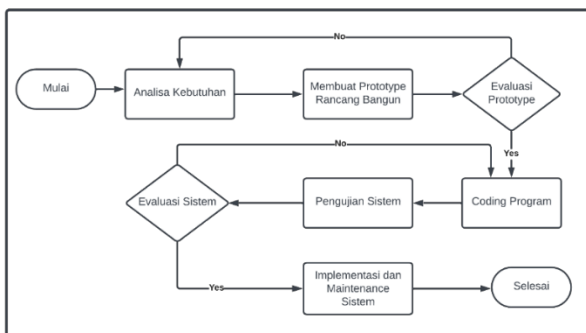 No
Mulai
Analisa Kebutuhan
Membuat Prototype
Rancang Bangun
Evaluasi
Prototype
Yes
No
Evaluasi Sistem
Pengujian Sistem
Coding Program
Yes
Implementasi dan
Maintenance
Sistem
Selesai